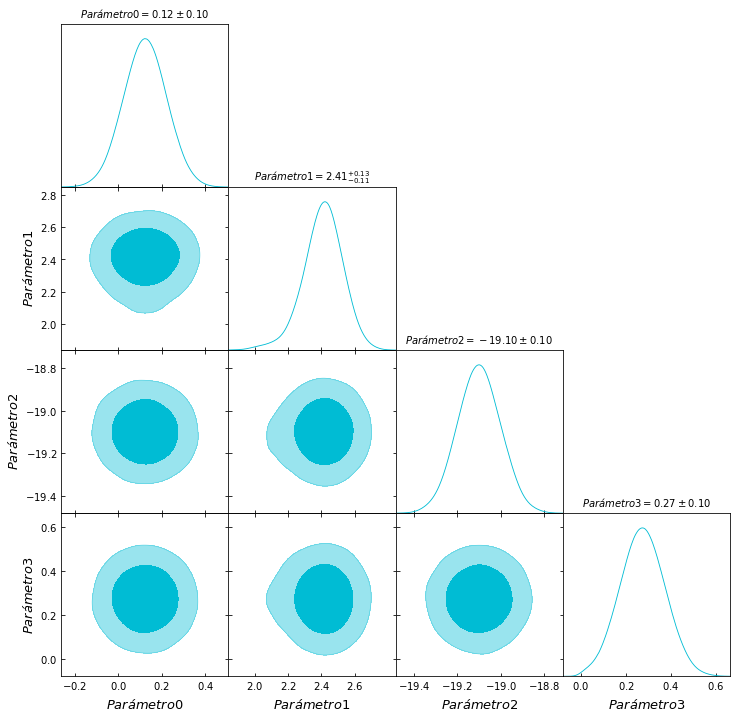 Parámetro0 = 0.12 ± 0.10
Parámetro1 = 2.41 +0.13 −0.11
2.8
2.6
2.4
2.2
2.0
Parámetro1
Parámetro2 = −19.10 ± 0.10
−18.8
−19.0
−19.2
−19.4
Parámetro2
Parámetro3 = 0.27 ± 0.10
0.6
0.4
0.2
0.0
Parámetro3
−0.2 0.0 0.2 0.4
2.0 2.2 2.4 2.6
−19.4 −19.2 −19.0 −18.8
0.0 0.2 0.4 0.6
Parámetro0
Parámetro1
Parámetro2
Parámetro3